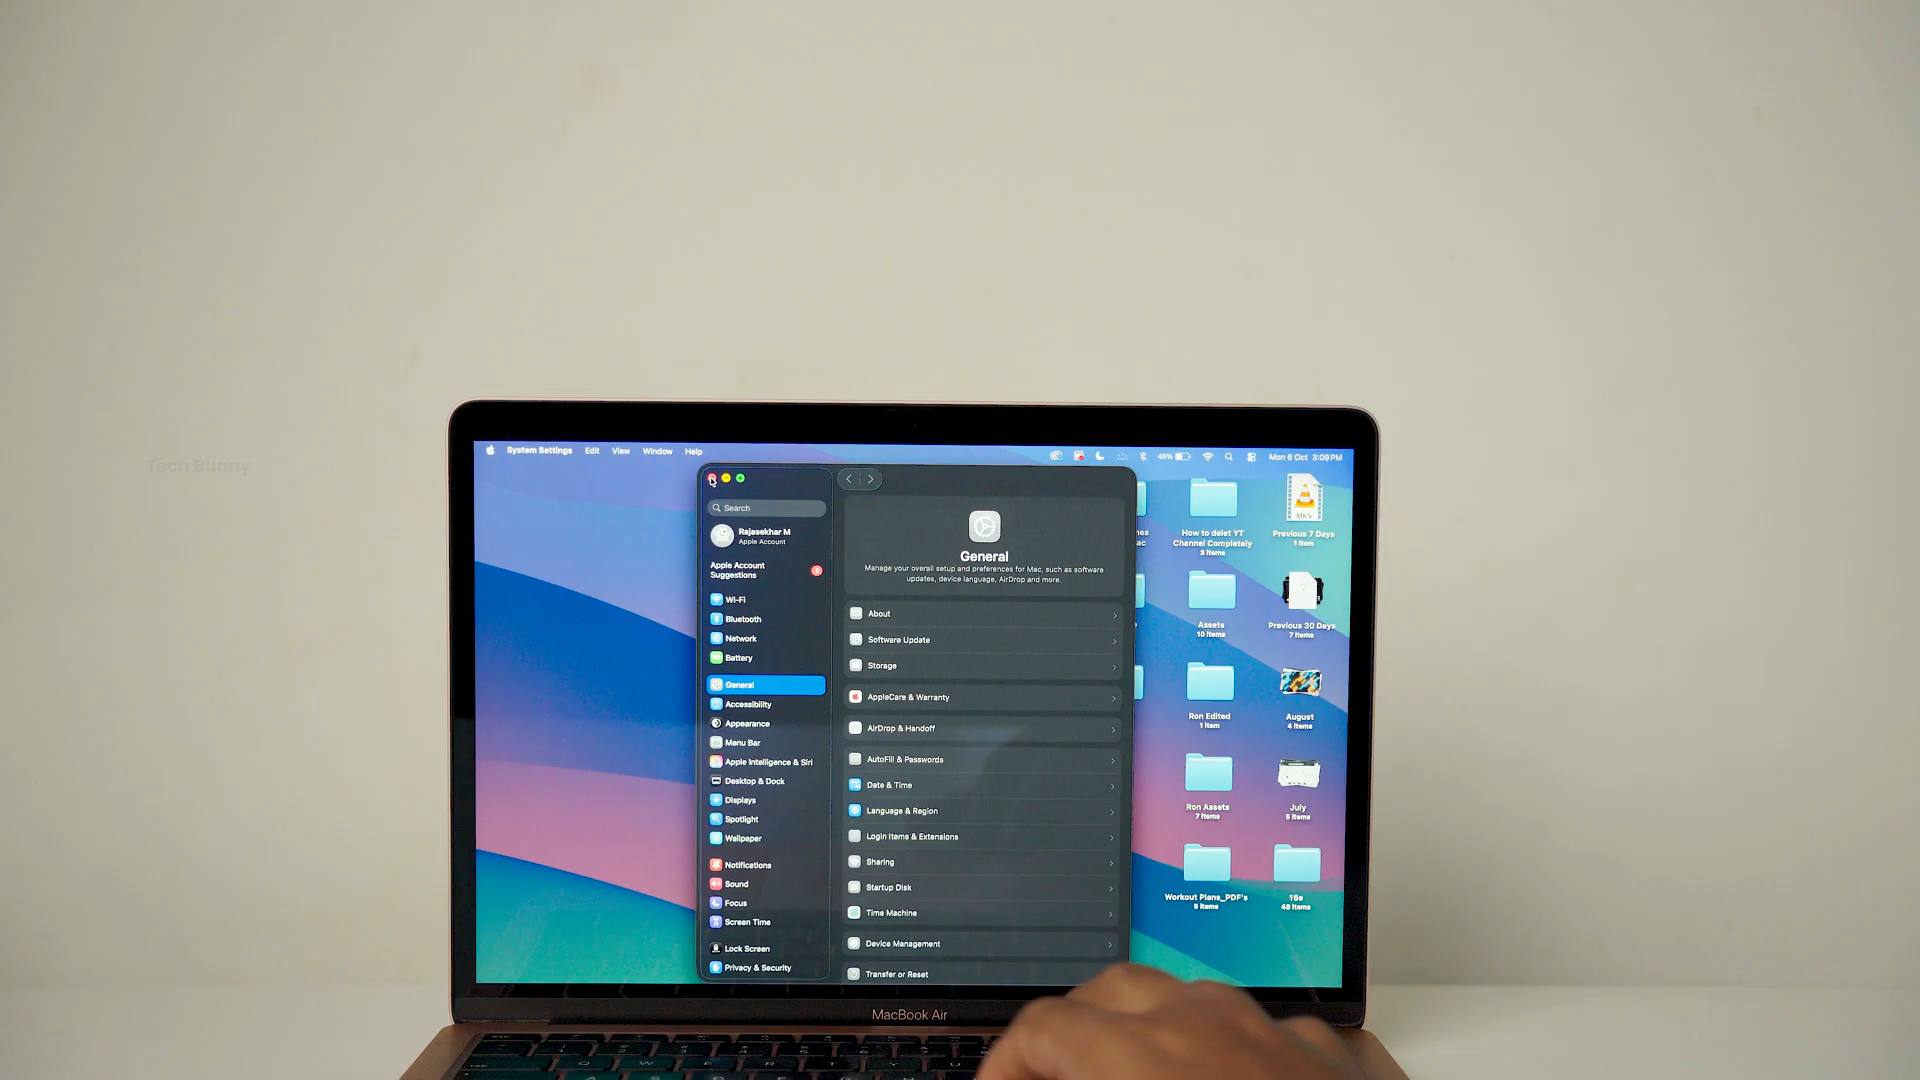 System Settings Edit View Window Help
45% Mon 6 Oct 3:09 PM
Search
Rajasekhar M
Apple Account
Apple Account
Suggestions
Wi-Fi
Bluetooth
Network
Battery
General
Accessibility
Appearance
Menu Bar
Apple Intelligence & Siri
Desktop & Dock
Displays
Spotlight
Wallpaper
Notifications
Sound
Focus
Screen Time
Lock Screen
Privacy & Security
General
Manage your overall setup and preferences for Mac, such as software
updates, device language, AirDrop and more.
About
Software Update
Storage
AppleCare & Warranty
AirDrop & Handoff
AutoFill & Passwords
Date & Time
Language & Region
Login Items & Extensions
Sharing
Startup Disk
Time Machine
Device Management
Transfer or Reset
How to delet YT
Channel Completely
3 items
Assets
10 items
Ron Edited
1 item
Ron Assets
7 items
Workout Plans_PDF's
MKV
Previous 7 Days
1 item
Previous 30 Days
7 items
August
4 items
July
5 items
16e
48 items
Tech Bunny
MacBook Air